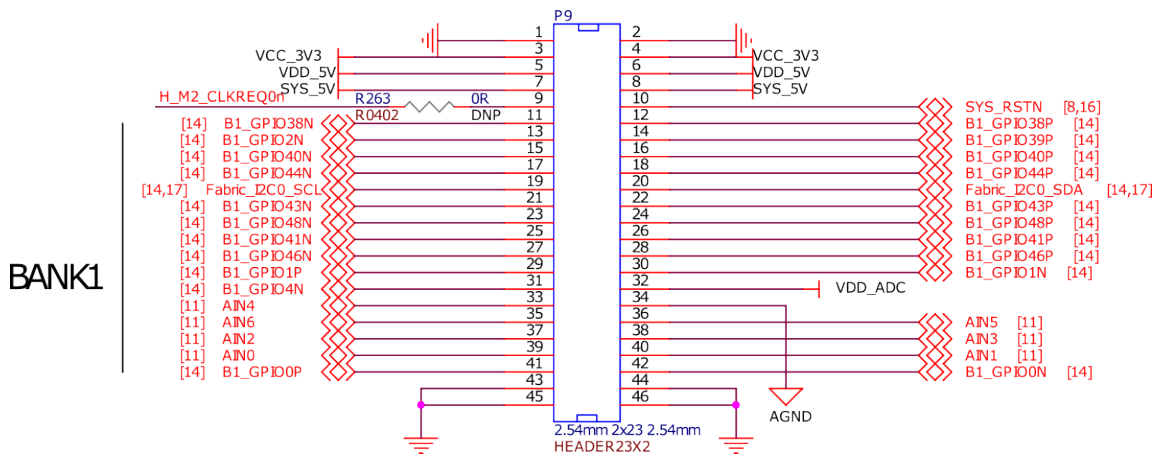 P9
1 2
3 4
VCC_3V3 VCC_3V3
5 6
VDD_5V VDD_5V
7 8
SYS_5V SYS_5V
H_M2_CLKREQ0n R263 0R 9 10 SYS_RSTN [8,16]
R0402 DNP
[14] B1_GPIO38N 11 12 B1_GPIO38P [14]
[14] B1_GPIO2N 13 14 B1_GPIO39P [14]
[14] B1_GPIO40N 15 16 B1_GPIO40P [14]
[14] B1_GPIO44N 17 18 B1_GPIO44P [14]
[14,17] Fabric_I2C0_SCL 19 20 Fabric_I2C0_SDA [14,17]
[14] B1_GPIO43N 21 22 B1_GPIO43P [14]
[14] B1_GPIO48N 23 24 B1_GPIO48P [14]
[14] B1_GPIO41N 25 26 B1_GPIO41P [14]
[14] B1_GPIO46N 27 28 B1_GPIO46P [14]
BANK1
[14] B1_GPIO1P 29 30 B1_GPIO1N [14]
[14] B1_GPIO4N 31 32 VDD_ADC
[11] AIN4 33 34
[11] AIN6 35 36 AIN5 [11]
[11] AIN2 37 38 AIN3 [11]
[11] AIN0 39 40 AIN1 [11]
[14] B1_GPIO0P 41 42 B1_GPIO0N [14]
43 44
45 46
AGND
2.54mm 2x23 2.54mm
HEADER23X2